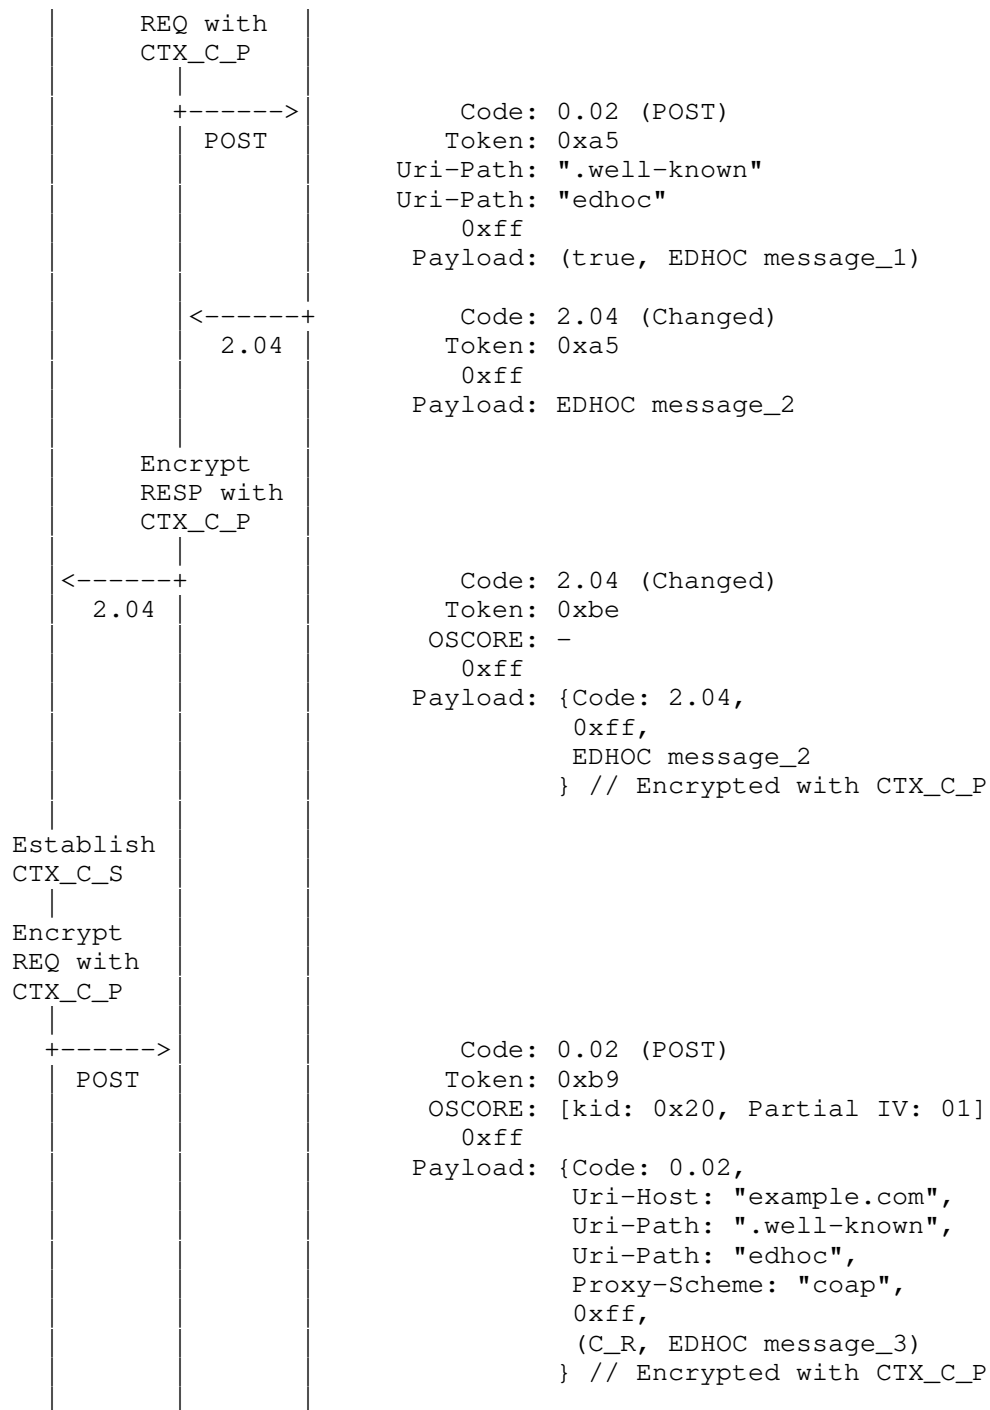 REQ with
CTX_C_P
+------> Code: 0.02 (POST)
POST Token: 0xa5
Uri-Path: ".well-known"
Uri-Path: "edhoc"
0xff
Payload: (true, EDHOC message_1)
<------+ Code: 2.04 (Changed)
2.04 Token: 0xa5
0xff
Payload: EDHOC message_2
Encrypt
RESP with
CTX_C_P
<------+ Code: 2.04 (Changed)
2.04 Token: 0xbe
OSCORE: -
0xff
Payload: {Code: 2.04,
0xff,
EDHOC message_2
} // Encrypted with CTX_C_P
Establish
CTX_C_S
Encrypt
REQ with
CTX_C_P
+------> Code: 0.02 (POST)
POST Token: 0xb9
OSCORE: [kid: 0x20, Partial IV: 01]
0xff
Payload: {Code: 0.02,
Uri-Host: "example.com",
Uri-Path: ".well-known",
Uri-Path: "edhoc",
Proxy-Scheme: "coap",
0xff,
(C_R, EDHOC message_3)
} // Encrypted with CTX_C_P